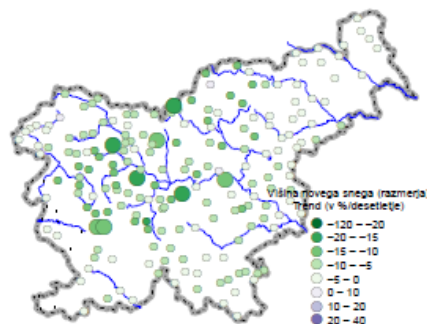 Višina novega snega (razmerja)
Trend (v %/desetletje)
−120 – −20
−20 – −15
−15 – −10
−10 – −5
−5 – 0
0 – 10
10 – 20
20 – 40